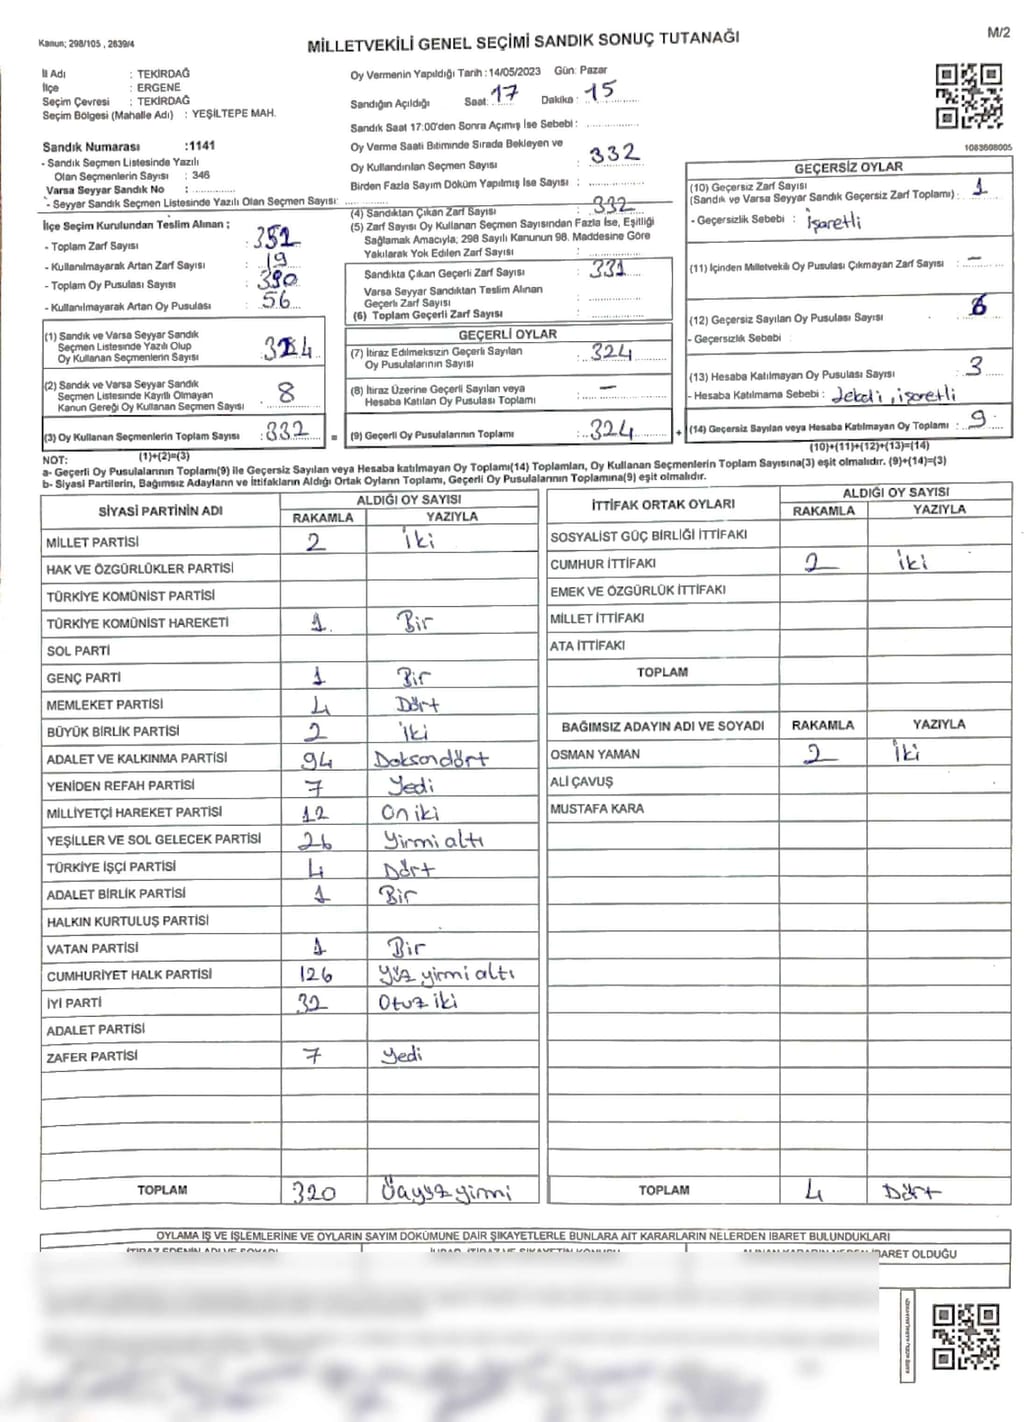 Kanun; 298/105 , 2839/4
MİLLETVEKİLİ GENEL SEÇİMİ SANDIK SONUÇ TUTANAĞI
M/2
İl Adı : TEKİRDAĞ
İlçe : ERGENE
Seçim Çevresi : TEKİRDAĞ
Seçim Bölgesi (Mahalle Adı) : YEŞİLTEPE MAH.
Sandık Numarası :1141
- Sandık Seçmen Listesinde Yazılı
Olan Seçmenlerin Sayısı : 346
Varsa Seyyar Sandık No :
- Seyyar Sandık Seçmen Listesinde Yazılı Olan Seçmen Sayısı:
Oy Vermenin Yapıldığı Tarih : 14/05/2023 Gün: Pazar
Sandığın Açıldığı Saat: 17 Dakika : 15
Sandık Saat 17:00'den Sonra Açımış İse Sebebi :
Oy Verme Saati Bitiminde Sırada Bekleyen ve
Oy Kullandırılan Seçmen Sayısı : 332
Birden Fazla Sayım Döküm Yapılmış İse Sayısı :
1083608005
İlçe Seçim Kurulundan Teslim Alınan ;
- Toplam Zarf Sayısı : 351
- Kullanılmayarak Artan Zarf Sayısı : 19
- Toplam Oy Pusulası Sayısı : 380
- Kullanılmayarak Artan Oy Pusulası : 56
(1) Sandık ve Varsa Seyyar Sandık
Seçmen Listesinde Yazılı Olup
Oy Kullanan Seçmenlerin Sayısı : 324
(2) Sandık ve Varsa Seyyar Sandık
Seçmen Listesinde Kayıtlı Olmayan
Kanun Gereği Oy Kullanan Seçmen Sayısı : 8
(3) Oy Kullanan Seçmenlerin Toplam Sayısı : 332 =
(4) Sandıktan Çıkan Zarf Sayısı : 332
(5) Zarf Sayısı Oy Kullanan Seçmen Sayısından Fazla İse, Eşitliği
Sağlamak Amacıyla, 298 Sayılı Kanunun 98. Maddesine Göre
Yakılarak Yok Edilen Zarf Sayısı :
Sandıkta Çıkan Geçerli Zarf Sayısı : 331
Varsa Seyyar Sandıktan Teslim Alınan
Geçerli Zarf Sayısı :
(6) Toplam Geçerli Zarf Sayısı :
GEÇERLİ OYLAR
(7) İtiraz Edilmeksizin Geçerli Sayılan
Oy Pusulalarının Sayısı : 324
(8) İtiraz Üzerine Geçerli Sayılan veya
Hesaba Katılan Oy Pusulası Toplamı : –
(9) Geçerli Oy Pusulalarının Toplamı : 324 +
GEÇERSİZ OYLAR
(10) Geçersiz Zarf Sayısı
(Sandık ve Varsa Seyyar Sandık Geçersiz Zarf Toplamı) : 1
- Geçersizlik Sebebi : İşaretli
(11) İçinden Milletvekili Oy Pusulası Çıkmayan Zarf Sayısı : –
(12) Geçersiz Sayılan Oy Pusulası Sayısı :
- Geçersizlik Sebebi :
(13) Hesaba Katılmayan Oy Pusulası Sayısı : 3
- Hesaba Katılmama Sebebi : Lekeli, işaretli
(14) Geçersiz Sayılan veya Hesaba Katılmayan Oy Toplamı : 9
NOT: (1)+(2)=(3)
(10)+(11)+(12)+(13)=(14)
a- Geçerli Oy Pusulalarının Toplamı(9) ile Geçersiz Sayılan veya Hesaba katılmayan Oy Toplamı(14) Toplamları, Oy Kullanan Seçmenlerin Toplam Sayısına(3) eşit olmalıdır. (9)+(14)=(3)
b- Siyasi Partilerin, Bağımsız Adayların ve İttifakların Aldığı Ortak Oyların Toplamı, Geçerli Oy Pusulalarının Toplamına(9) eşit olmalıdır.
SİYASİ PARTİNİN ADI ALDIĞI OY SAYISI
RAKAMLA YAZIYLA
MİLLET PARTİSİ 2 İki
HAK VE ÖZGÜRLÜKLER PARTİSİ
TÜRKİYE KOMÜNİST PARTİSİ
TÜRKİYE KOMÜNİST HAREKETİ 1 Bir
SOL PARTİ
GENÇ PARTİ 1 Bir
MEMLEKET PARTİSİ 4 Dört
BÜYÜK BİRLİK PARTİSİ 2 İki
ADALET VE KALKINMA PARTİSİ 94 Doksandört
YENİDEN REFAH PARTİSİ 7 Yedi
MİLLİYETÇİ HAREKET PARTİSİ 12 On iki
YEŞİLLER VE SOL GELECEK PARTİSİ 26 Yirmi altı
TÜRKİYE İŞÇİ PARTİSİ 4 Dört
ADALET BİRLİK PARTİSİ 1 Bir
HALKIN KURTULUŞ PARTİSİ
VATAN PARTİSİ 1 Bir
CUMHURİYET HALK PARTİSİ 126 Yüz yirmi altı
İYİ PARTİ 32 Otuz iki
ADALET PARTİSİ
ZAFER PARTİSİ 7 Yedi
TOPLAM 320 Üçyüz yirmi
İTTİFAK ORTAK OYLARI ALDIĞI OY SAYISI
RAKAMLA YAZIYLA
SOSYALİST GÜÇ BİRLİĞİ İTTİFAKI
CUMHUR İTTİFAKI 2 İki
EMEK VE ÖZGÜRLÜK İTTİFAKI
MİLLET İTTİFAKI
ATA İTTİFAKI
TOPLAM
BAĞIMSIZ ADAYIN ADI VE SOYADI RAKAMLA YAZIYLA
OSMAN YAMAN 2 İki
ALİ ÇAVUŞ
MUSTAFA KARA
TOPLAM 4 Dört
OYLAMA İŞ VE İŞLEMLERİNE VE OYLARIN SAYIM DÖKÜMÜNE DAİR ŞİKAYETLERLE BUNLARA AİT KARARLARIN NELERDEN İBARET BULUNDUKLARI
İBARET OLDUĞU